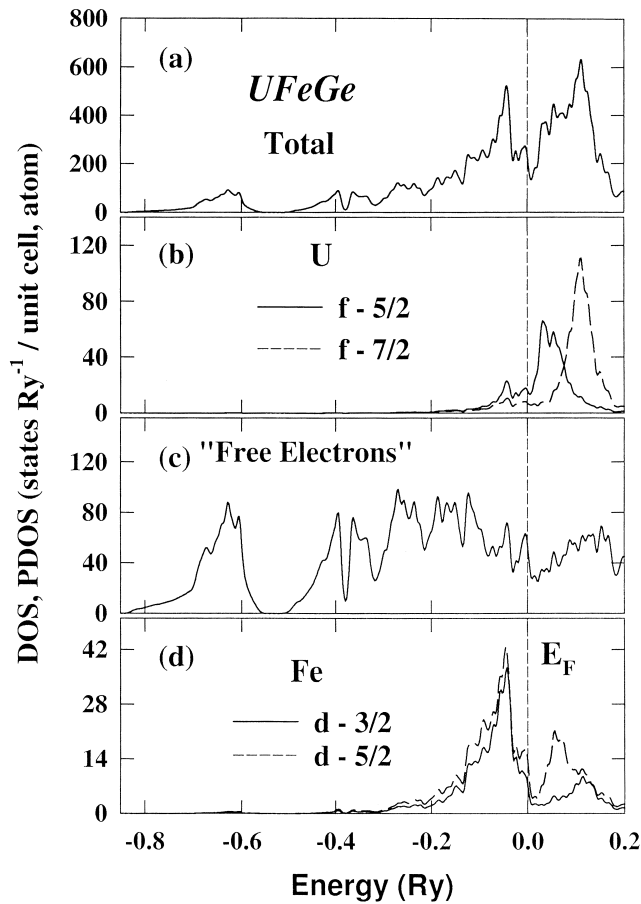 800
(a)
UFeGe
600
Total
400
200
0
(b)
U
120
f - 5/2
80
f - 7/2
40
0
(c)
"Free Electrons"
120
80
40
0
(d)
E_F
42
Fe
28
d - 3/2
d - 5/2
14
0
-0.8
-0.6
-0.4
-0.2
0.0
0.2
Energy (Ry)
DOS, PDOS (states Ry^-1 / unit cell, atom)